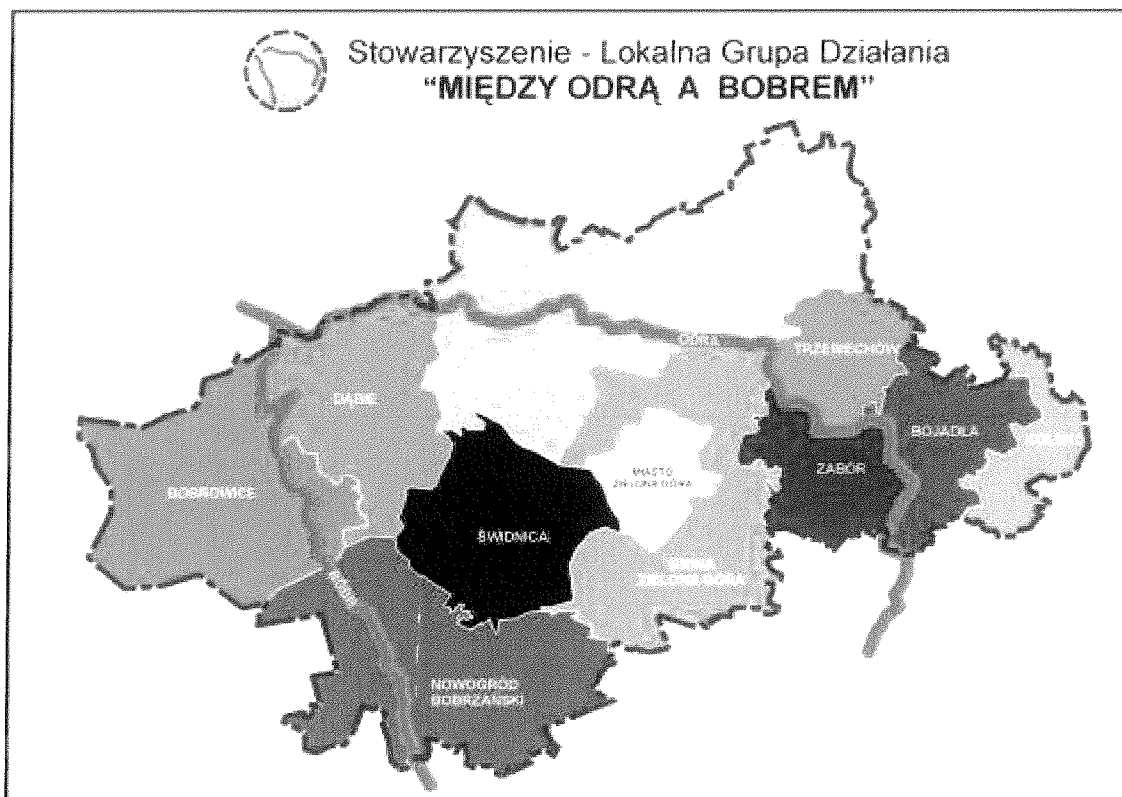 Stowarzyszenie - Lokalna Grupa Działania
“MIĘDZY ODRĄ A BOBREM”
ODRA
TRZEBIECHÓW
DĄBIE
BOJADŁA
MIASTO
ZIELONA GÓRA
ZABÓR
BOBROWICE
ŚWIDNICA
GMINA
ZIELONA GÓRA
BÓBR
NOWOGRÓD
BOBRZAŃSKI